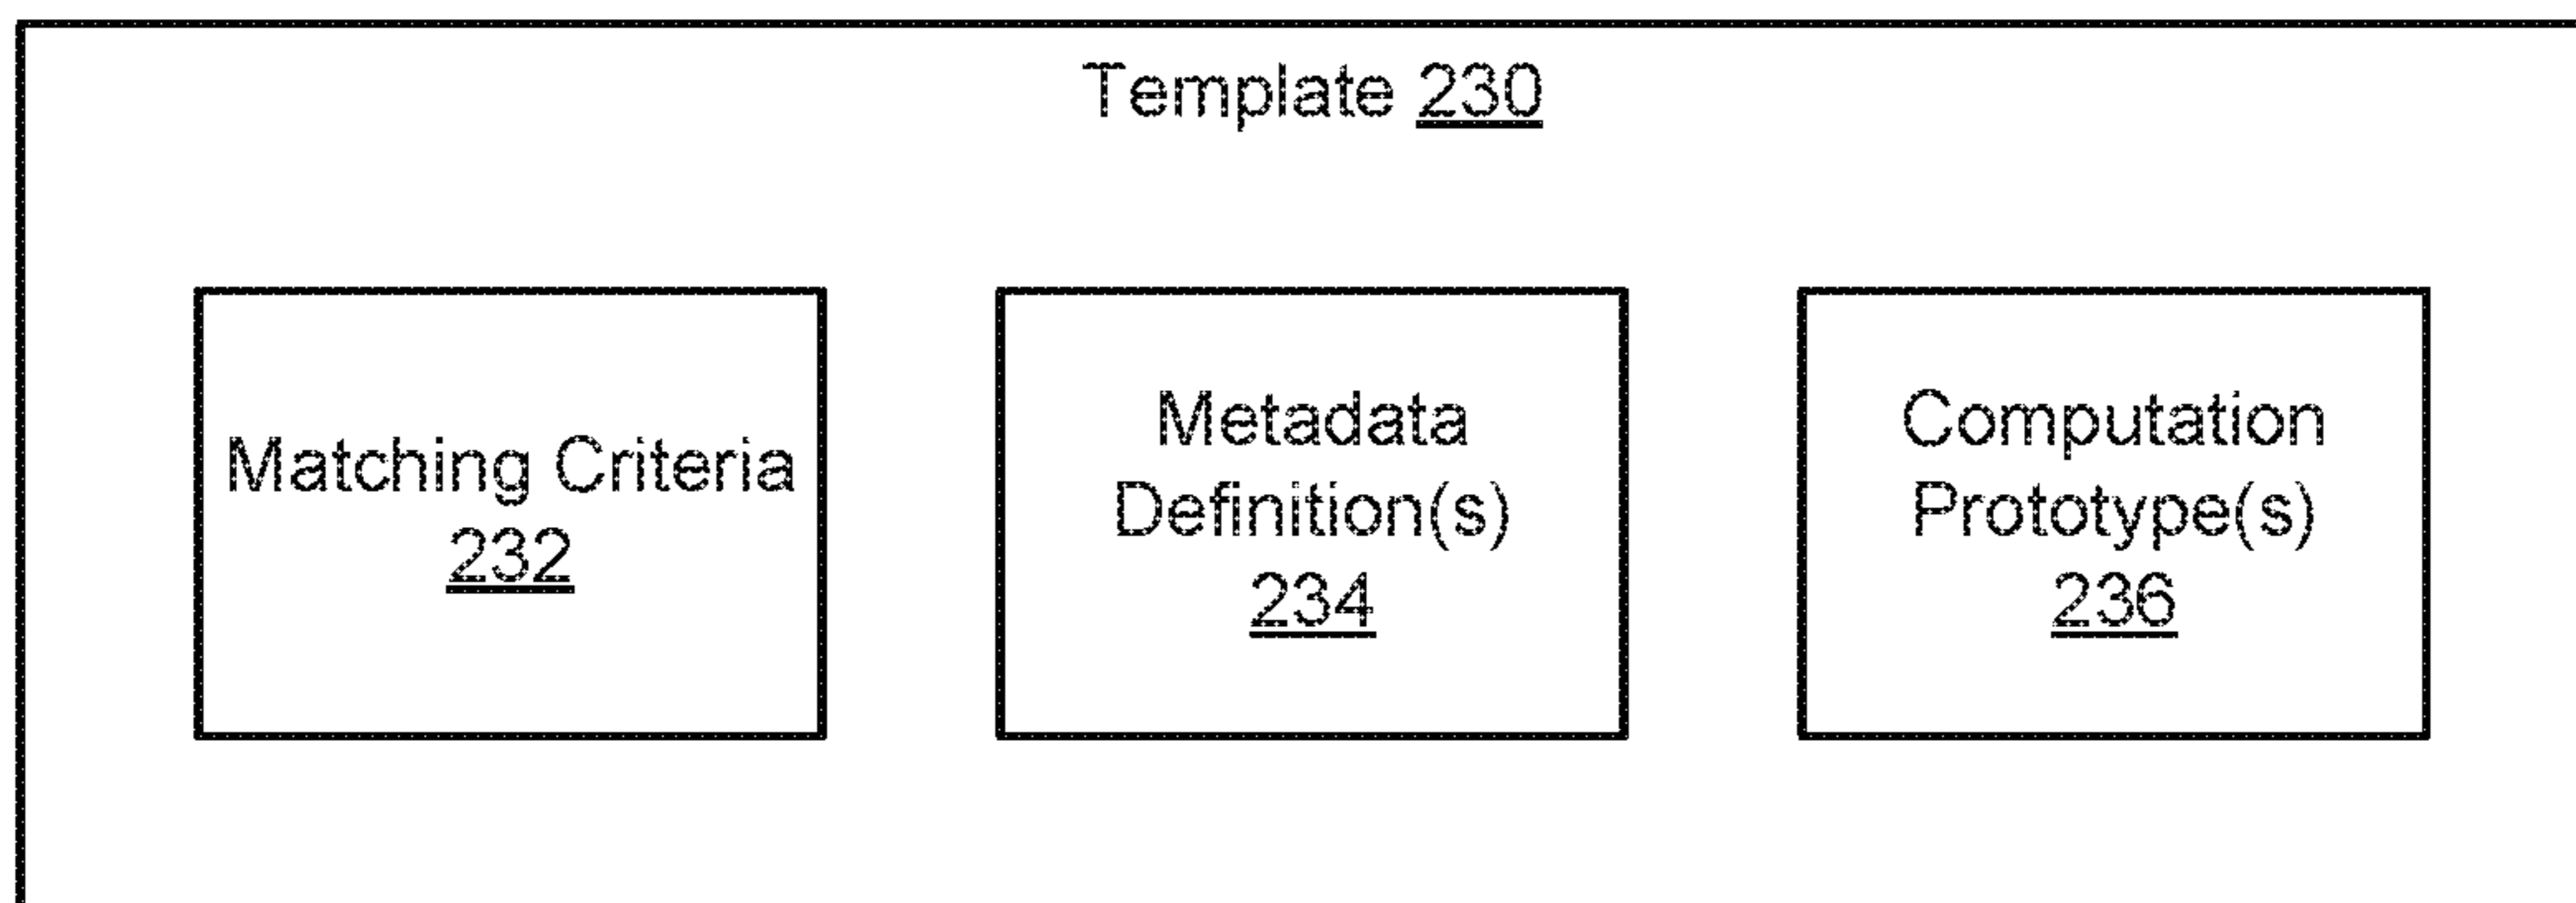 Template 230
Matching Criteria
232
Metadata
Definition(s)
234
Computation
Prototype(s)
236